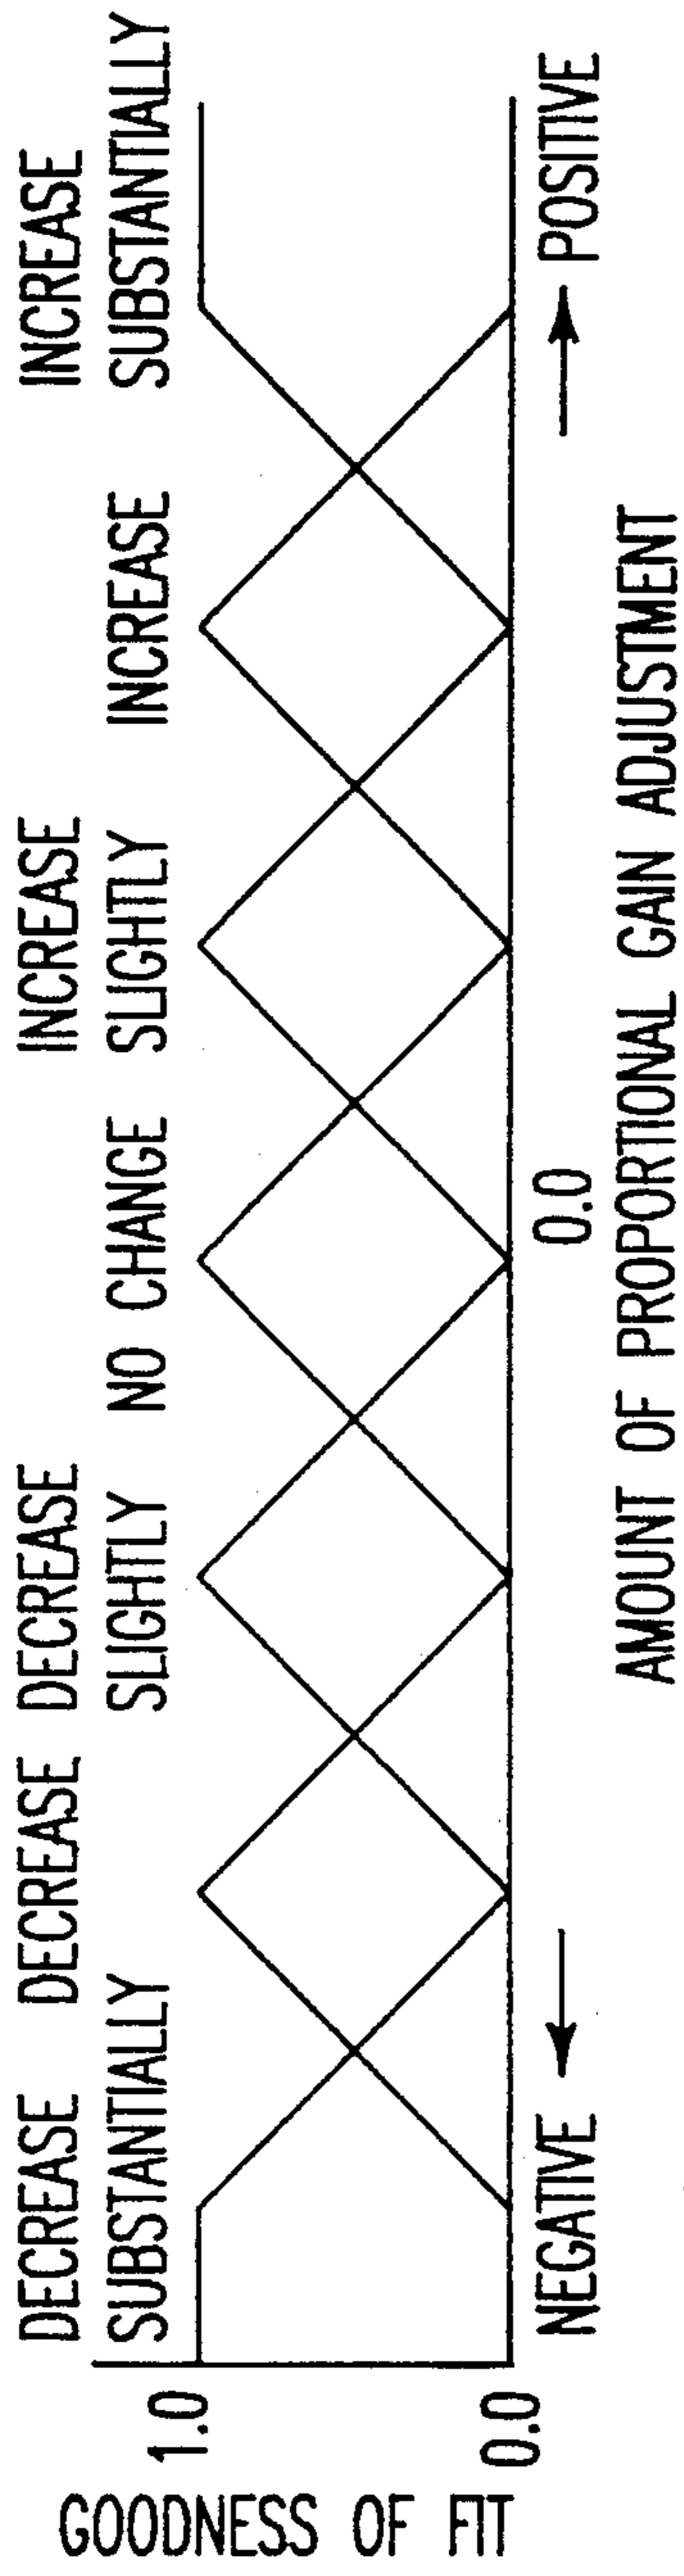 DECREASE DECREASE DECREASE INCREASE INCREASE
SUBSTANTIALLY SLIGHTLY NO CHANGE SLIGHTLY INCREASE SUBSTANTIALLY
1.0
GOODNESS OF FIT
0.0
NEGATIVE 0.0 POSITIVE
AMOUNT OF PROPORTIONAL GAIN ADJUSTMENT